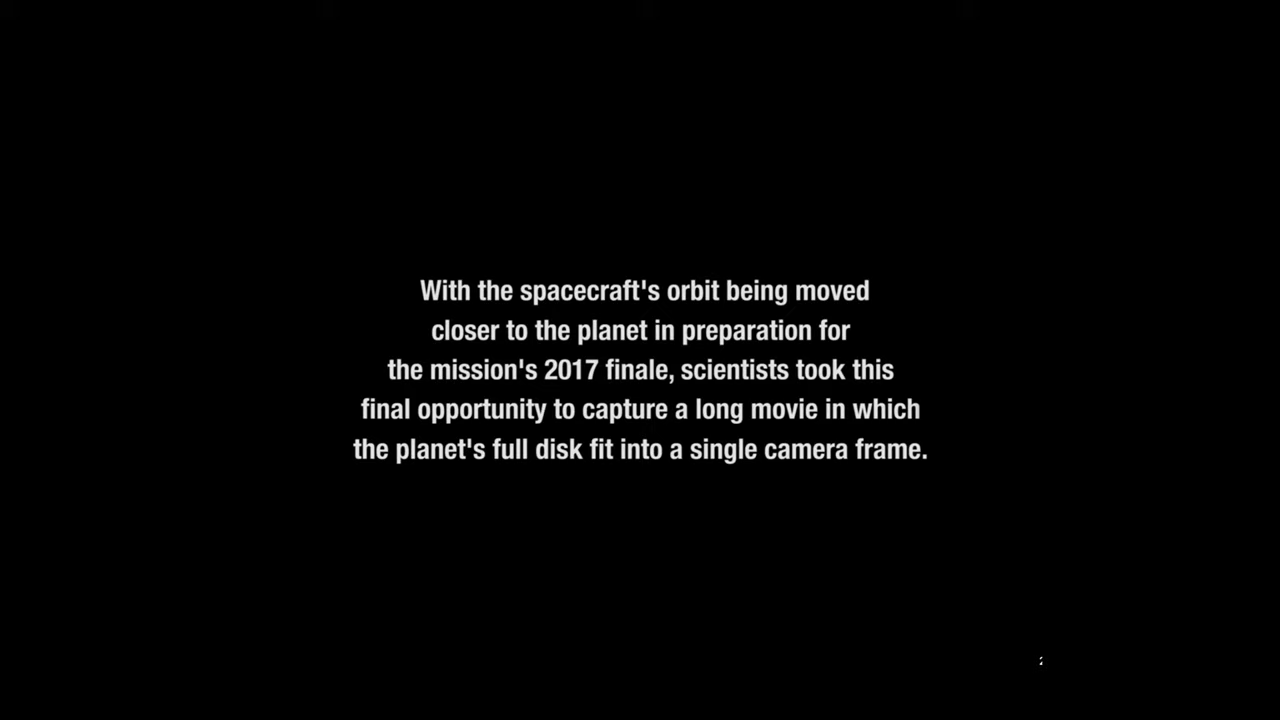 With the spacecraft's orbit being moved
closer to the planet in preparation for
the mission's 2017 finale, scientists took this
final opportunity to capture a long movie in which
the planet's full disk fit into a single camera frame.